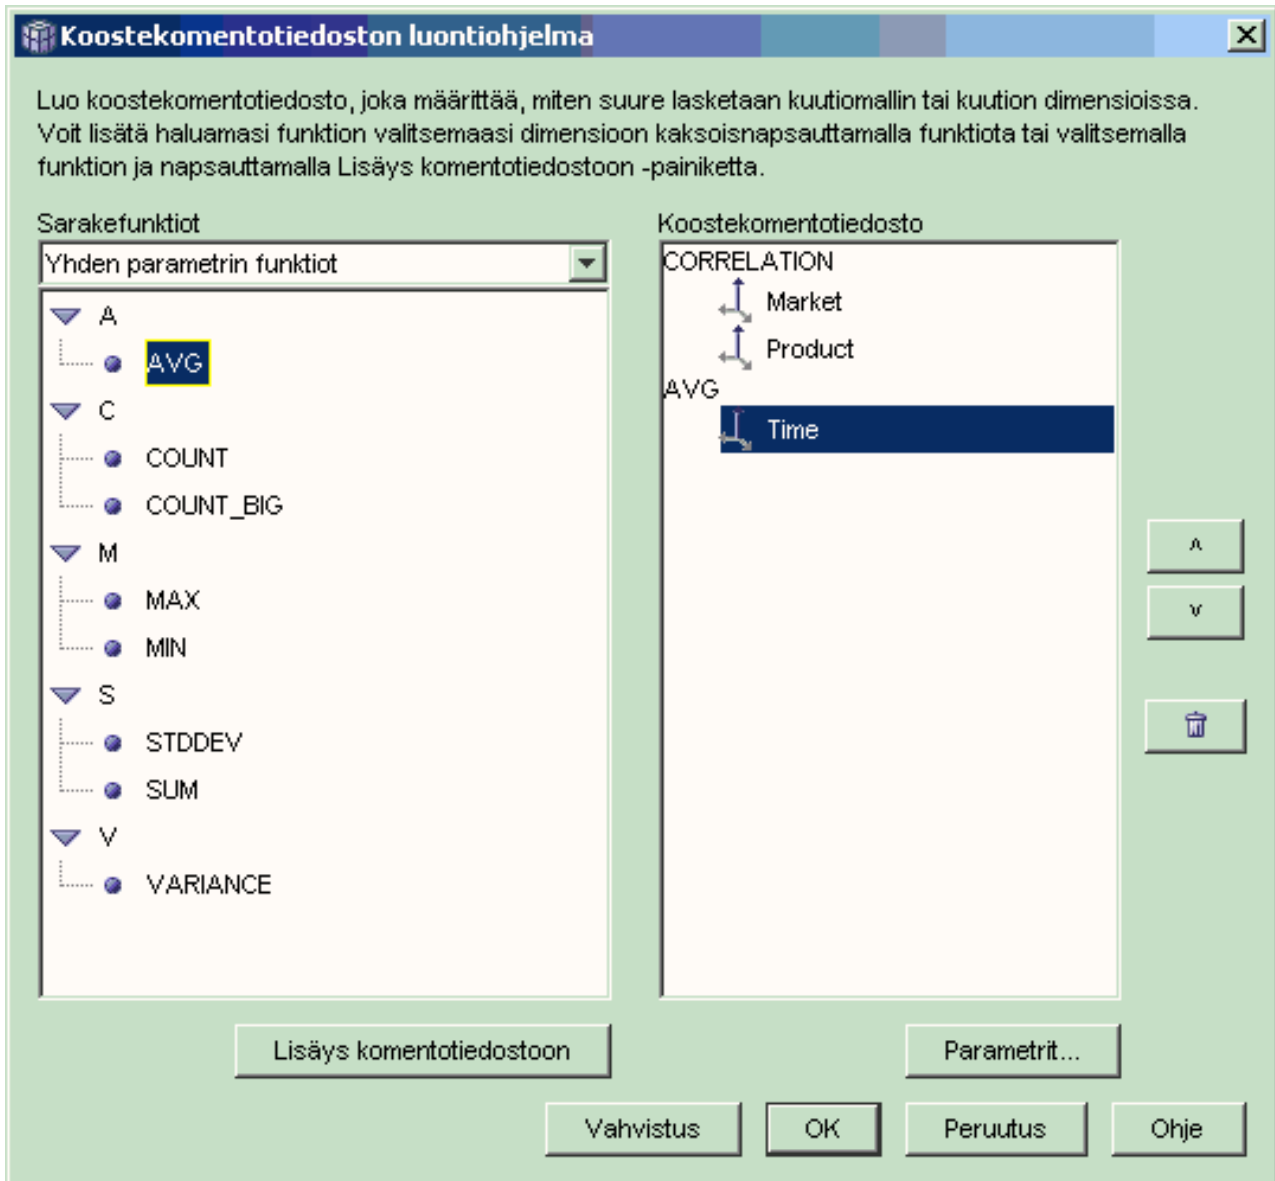 Koostekomentotiedoston luontiohjelma
Luo koostekomentotiedosto, joka määrittää, miten suure lasketaan kuutiomallin tai kuution dimensioissa.
Voit lisätä haluamasi funktion valitsemaasi dimensioon kaksoisnapsauttamalla funktiota tai valitsemalla
funktion ja napsauttamalla Lisäys komentotiedostoon -painiketta.
Sarakefunktiot
Yhden parametrin funktiot
A
AVG
C
COUNT
COUNT_BIG
M
MAX
MIN
S
STDDEV
SUM
V
VARIANCE
Lisäys komentotiedostoon
Koostekomentotiedosto
CORRELATION
Market
Product
AVG
Time
Parametrit...
Vahvistus
OK
Peruutus
Ohje